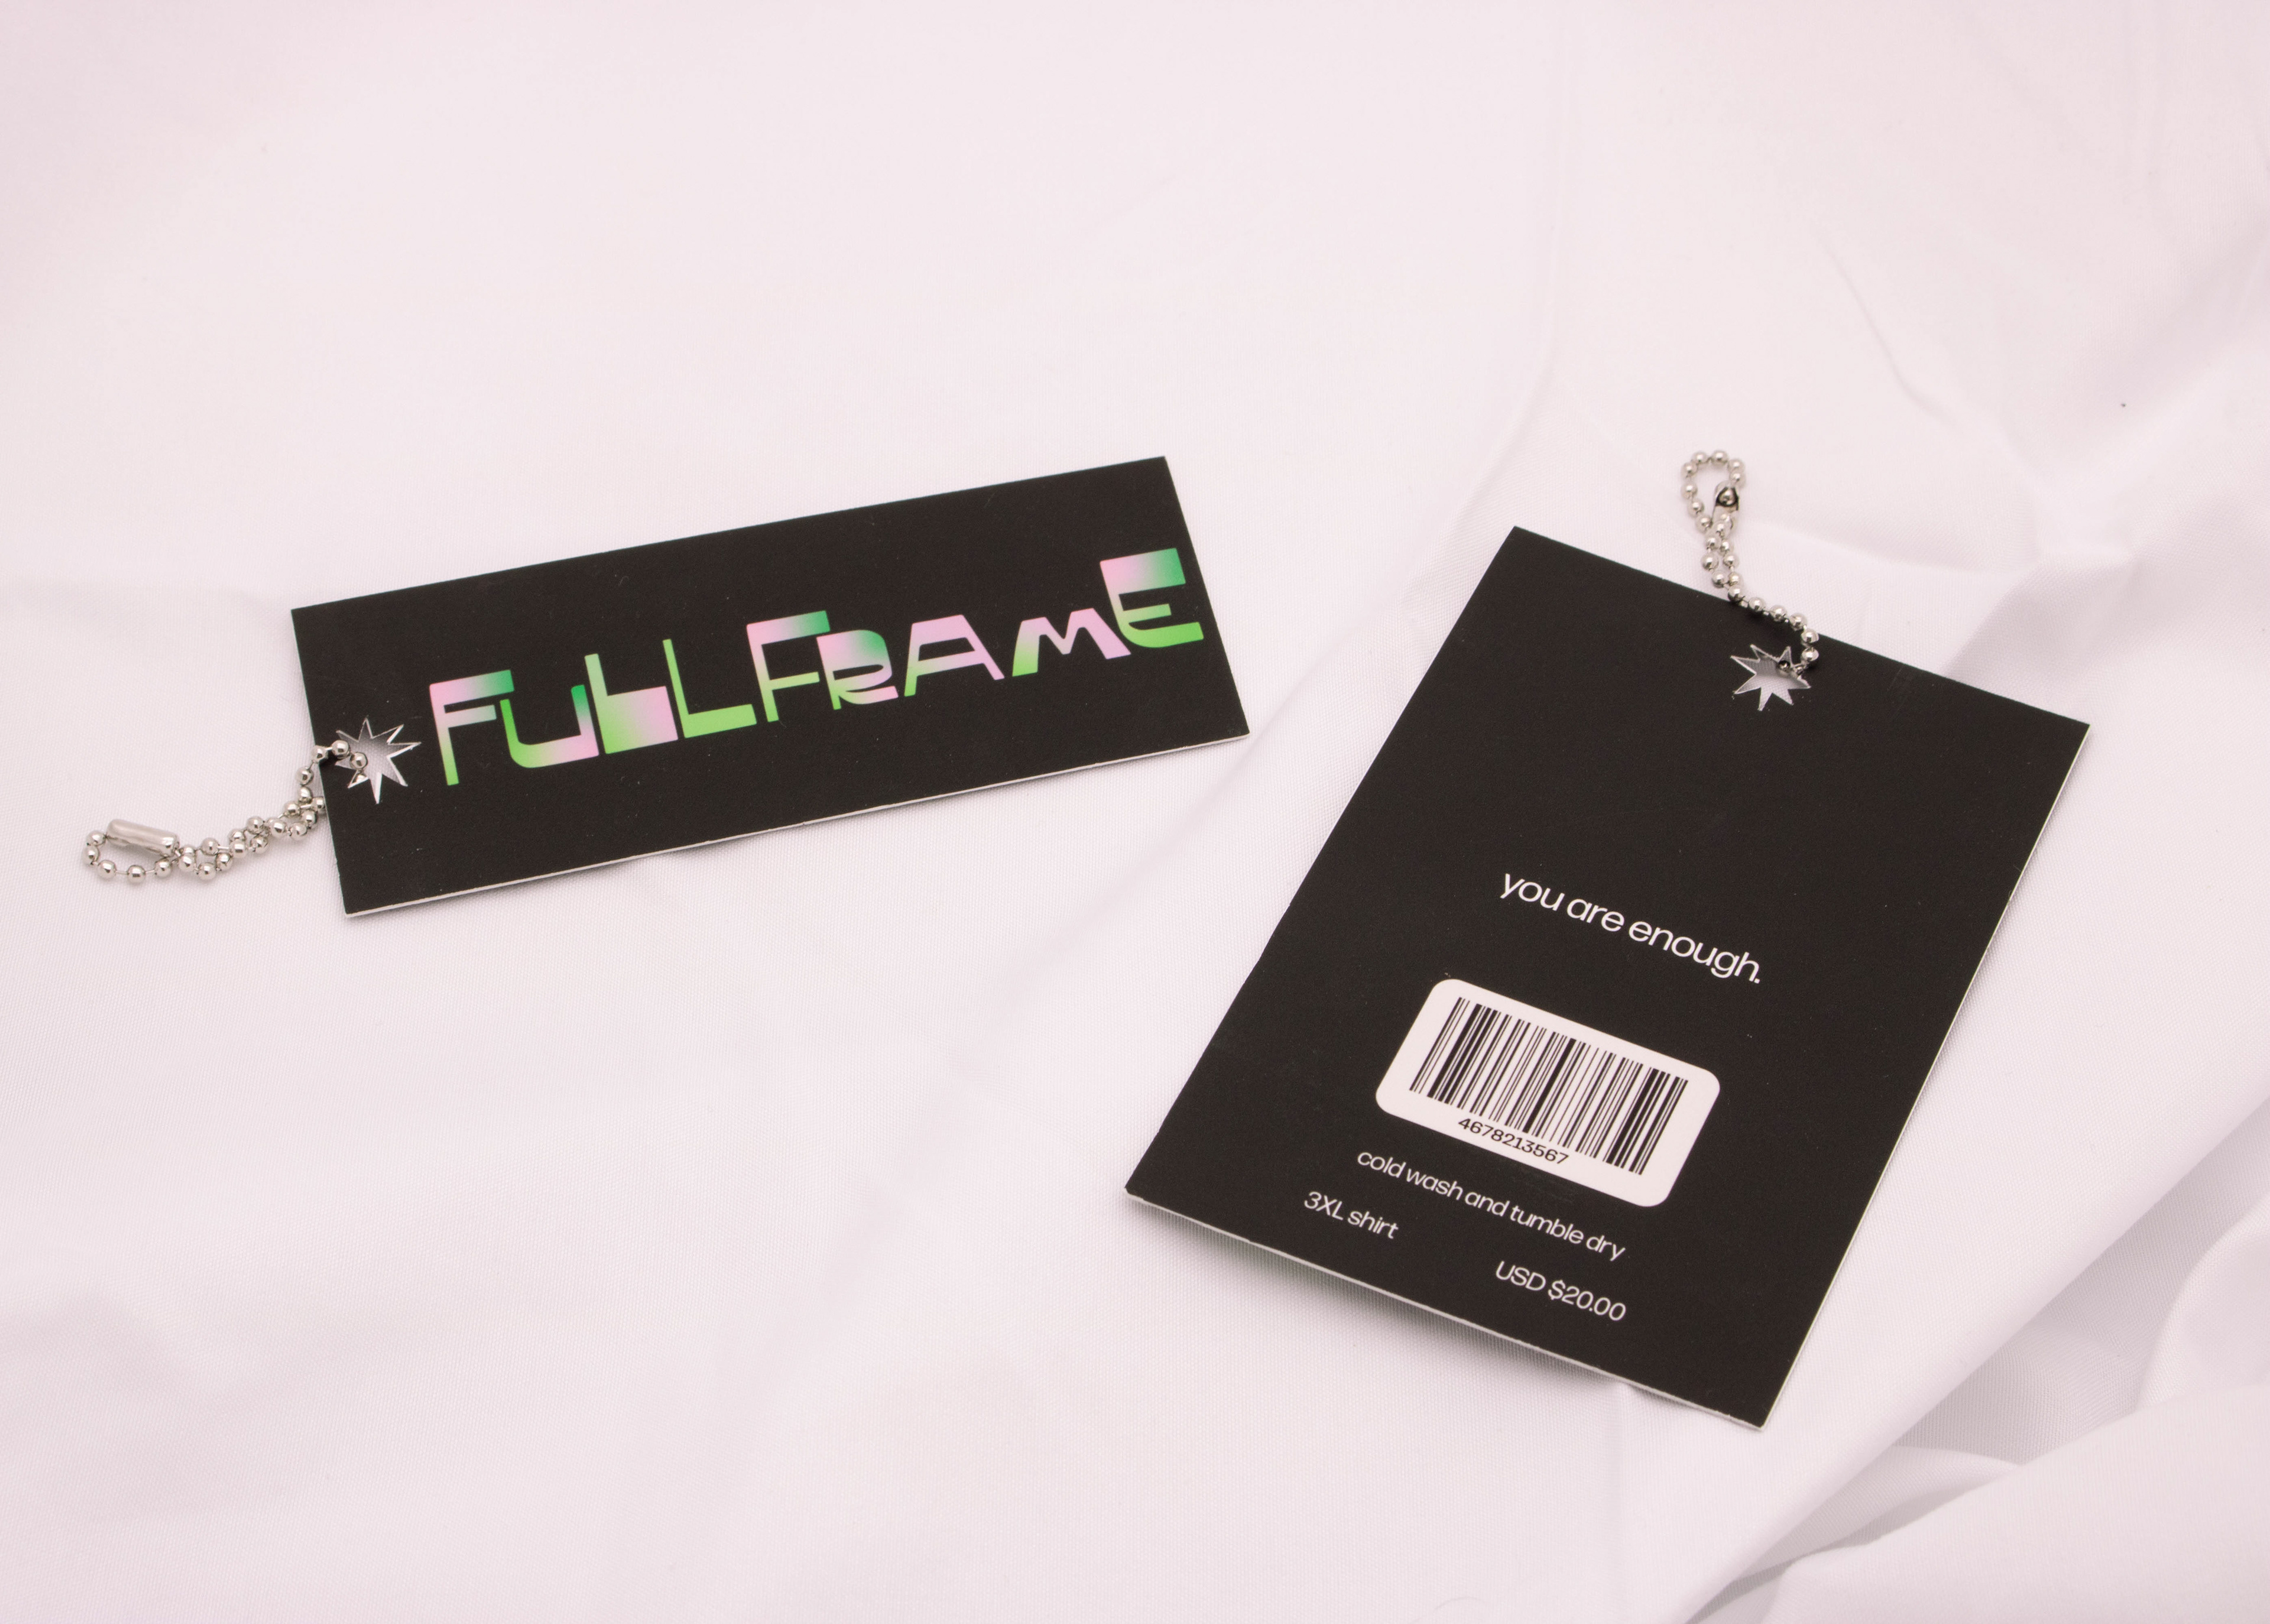 FULLFRAmE
you are enough.
4678213567
cold wash and tumble dry
3XL shirt
USD $20.00